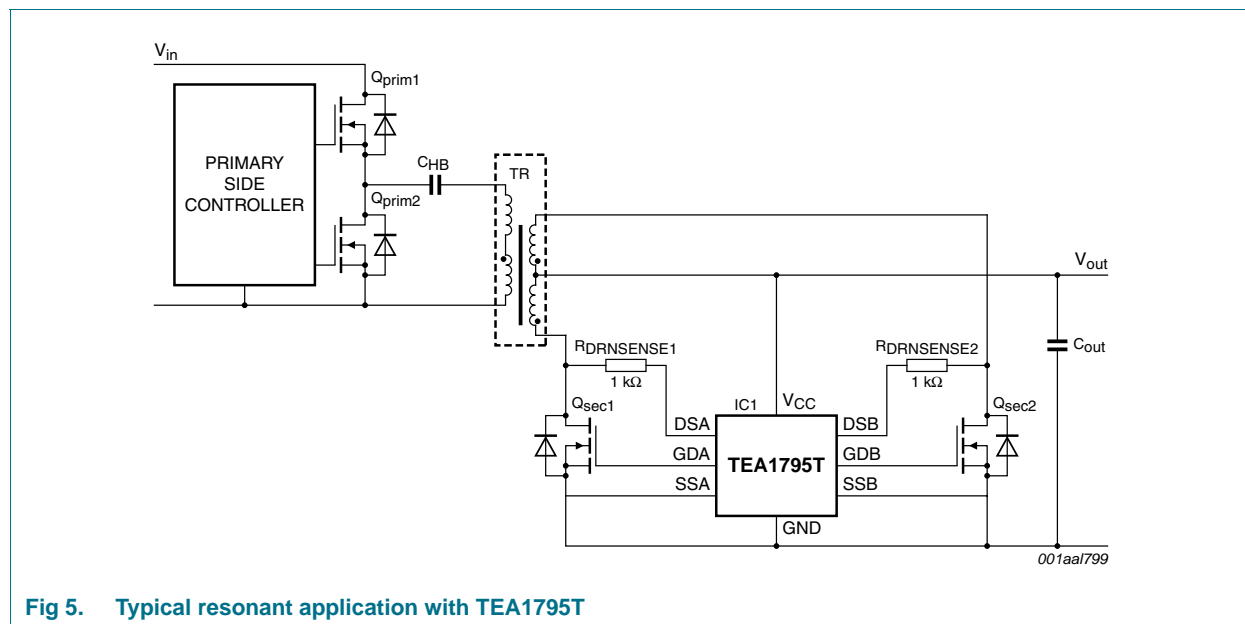 Vin
Qprim1
PRIMARY
SIDE
CONTROLLER
CHB
TR
Qprim2
Vout
RDRNSENSE1
1 kΩ
RDRNSENSE2
1 kΩ
Cout
Qsec1
IC1
VCC
Qsec2
DSA
DSB
GDA
TEA1795T
GDB
SSA
SSB
GND
001aal799
Fig 5. Typical resonant application with TEA1795T